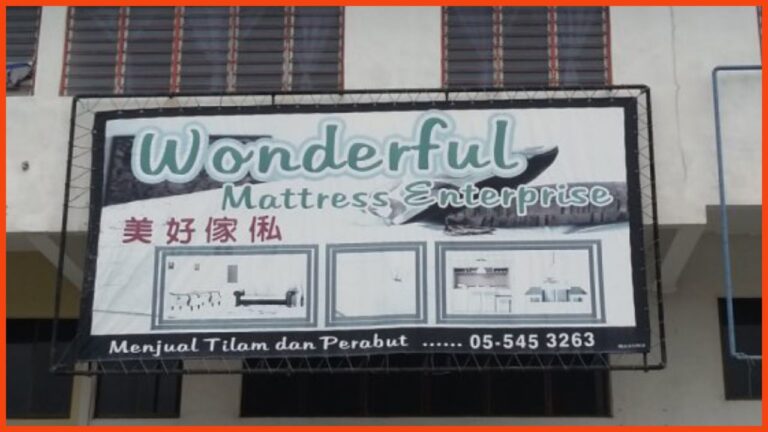 Wonderful
Mattress Enterprise
美好傢俬
Menjual Tilam dan Perabut ...... 05-545 3263